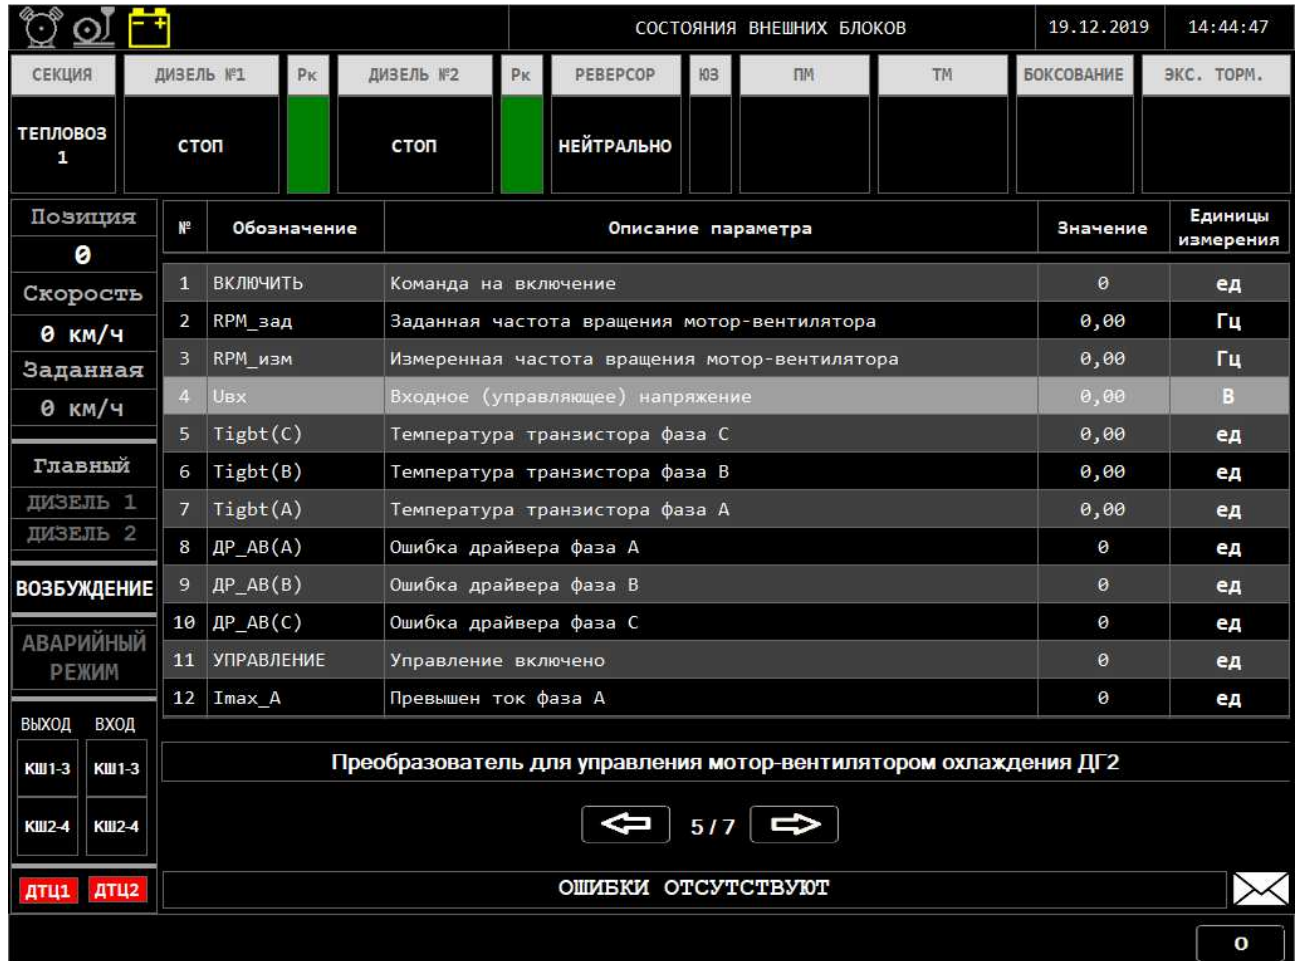 СОСТОЯНИЯ ВНЕШНИХ БЛОКОВ 19.12.2019 14:44:47
СЕКЦИЯ ДИЗЕЛЬ №1 Рк ДИЗЕЛЬ №2 Рк РЕВЕРСОР ЮЗ ПМ ТМ БОКСОВАНИЕ ЭКС. ТОРМ.
ТЕПЛОВОЗ
1
СТОП СТОП НЕЙТРАЛЬНО
Позиция
0
Скорость
0 км/ч
Заданная
0 км/ч
Главный
ДИЗЕЛЬ 1
ДИЗЕЛЬ 2
ВОЗБУЖДЕНИЕ
АВАРИЙНЫЙ
РЕЖИМ
ВЫХОД ВХОД
КШ1-3 КШ1-3
КШ2-4 КШ2-4
ДТЦ1 ДТЦ2
№ Обозначение Описание параметра Значение Единицы
измерения
1 ВКЛЮЧИТЬ Команда на включение 0 ед
2 RPM_зад Заданная частота вращения мотор-вентилятора 0,00 Гц
3 RPM_изм Измеренная частота вращения мотор-вентилятора 0,00 Гц
4 Uвх Входное (управляющее) напряжение 0,00 В
5 Tigbt(C) Температура транзистора фаза C 0,00 ед
6 Tigbt(B) Температура транзистора фаза B 0,00 ед
7 Tigbt(A) Температура транзистора фаза A 0,00 ед
8 ДР_АВ(A) Ошибка драйвера фаза A 0 ед
9 ДР_АВ(B) Ошибка драйвера фаза B 0 ед
10 ДР_АВ(C) Ошибка драйвера фаза C 0 ед
11 УПРАВЛЕНИЕ Управление включено 0 ед
12 Imax_A Превышен ток фаза A 0 ед
Преобразователь для управления мотор-вентилятором охлаждения ДГ2
5 / 7
ОШИБКИ ОТСУТСТВУЮТ
0